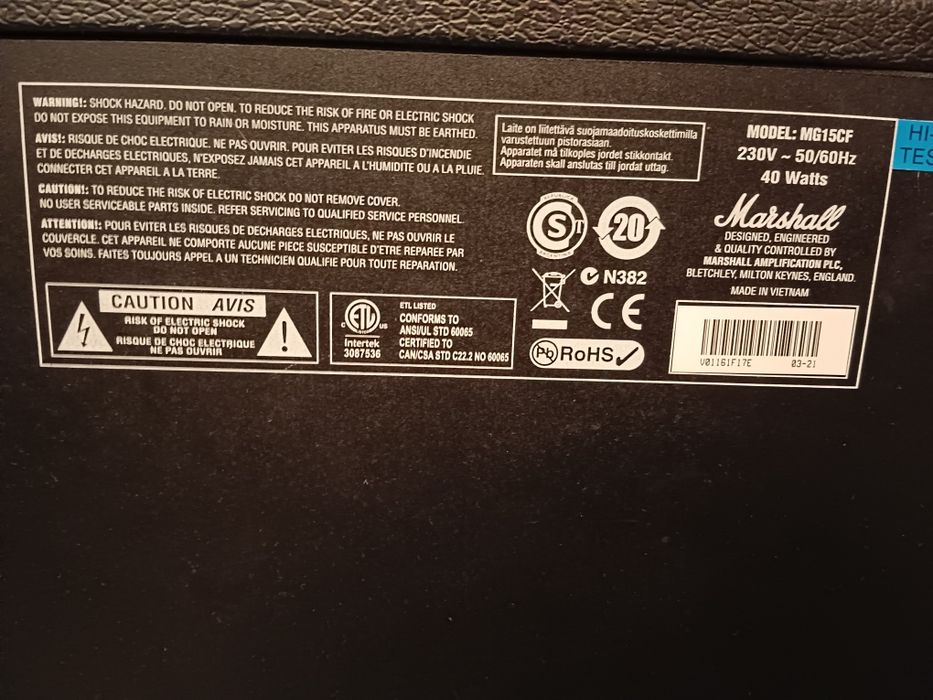 WARNING!: SHOCK HAZARD. DO NOT OPEN. TO REDUCE THE RISK OF FIRE OR ELECTRIC SHOCK
DO NOT EXPOSE THIS EQUIPMENT TO RAIN OR MOISTURE. THIS APPARATUS MUST BE EARTHED.
AVIS!: RISQUE DE CHOC ELECTRIQUE. NE PAS OUVRIR. POUR EVITER LES RISQUES D'INCENDIE
ET DE DECHARGES ELECTRIQUES, N'EXPOSEZ JAMAIS CET APPAREIL A L'HUMIDITE OU A LA PLUIE.
CONNECTER CET APPAREIL A LA TERRE.
CAUTION!: TO REDUCE THE RISK OF ELECTRIC SHOCK DO NOT REMOVE COVER.
NO USER SERVICEABLE PARTS INSIDE. REFER SERVICING TO QUALIFIED SERVICE PERSONNEL.
ATTENTION!: POUR EVITER LES RISQUES DE DECHARGES ELECTRIQUES, NE PAS OUVRIR LE
COUVERCLE. CET APPAREIL NE COMPORTE AUCUNE PIECE SUSCEPTIBLE D'ETRE REPAREE PAR
VOS SOINS. FAITES TOUJOURS APPEL A UN TECHNICIEN QUALIFIE POUR TOUTE REPARATION.
CAUTION AVIS
RISK OF ELECTRIC SHOCK
DO NOT OPEN
RISQUE DE CHOC ELECTRIQUE
NE PAS OUVRIR
!
ETL
C US
Intertek
3087536
ETL LISTED
CONFORMS TO
ANSIUL STD 60065
CERTIFIED TO
CAN/CSA STD C22.2 NO 60065
Laite on liitettävä suojamaadoituskoskettimilla
varustettuun pistorasiaan.
Apparatet må tilkoples jordet stikkontakt.
Apparaten skall anslutas till jordat uttag.
S
20
N382
CE
Pb RoHS
MODEL: MG15CF
230V ~ 50/60Hz
40 Watts
Marshall
DESIGNED, ENGINEERED
& QUALITY CONTROLLED BY
MARSHALL AMPLIFICATION PLC,
BLETCHLEY, MILTON KEYNES, ENGLAND.
MADE IN VIETNAM
V01161F17E 03-21
HI-
TES